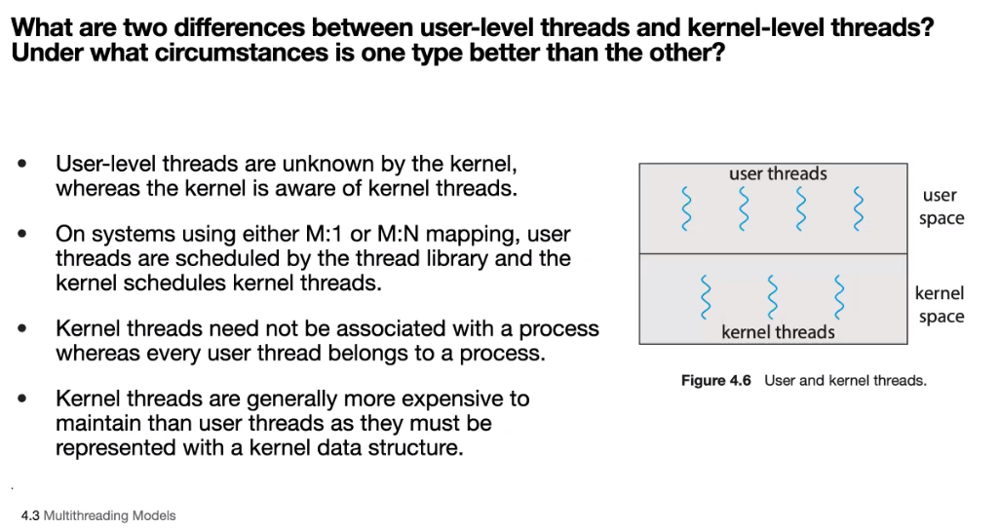 What are two differences between user-level threads and kernel-level threads?
Under what circumstances is one type better than the other?
• User-level threads are unknown by the kernel,
whereas the kernel is aware of kernel threads.
• On systems using either M:1 or M:N mapping, user
threads are scheduled by the thread library and the
kernel schedules kernel threads.
• Kernel threads need not be associated with a process
whereas every user thread belongs to a process.
• Kernel threads are generally more expensive to
maintain than user threads as they must be
represented with a kernel data structure.
.
user threads
user
space
kernel
space
kernel threads
Figure 4.6 User and kernel threads.
4.3 Multithreading Models